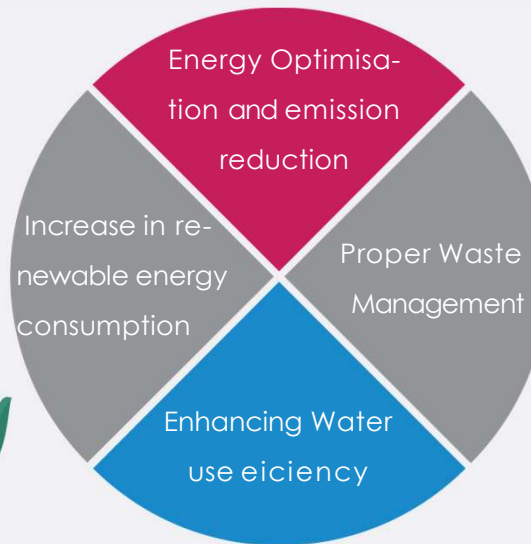 Energy Optimisa-
tion and emission
reduction
Increase in re-
newable energy
consumption
Proper Waste
Management
Enhancing Water
use eiciency